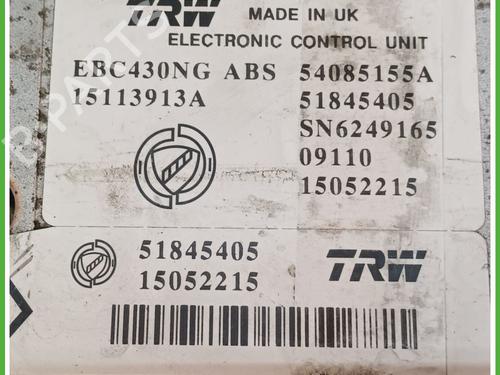 TRW MADE IN UK
ELECTRONIC CONTROL UNIT
EBC430NG ABS 54085155A
15113913A 51845405
SN6249165
09110
15052215
51845405
15052215
TRW